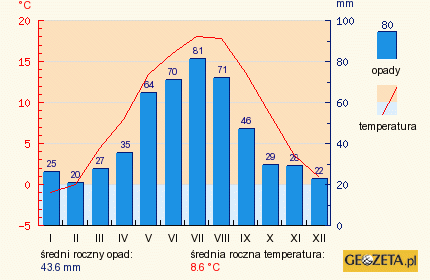 °C
mm
20
100
15
80
10
60
5
40
0
20
-5
0
25
20
27
35
64
70
81
71
46
29
28
22
I II III IV V VI VII VIII IX X XI XII
80
opady
temperatura
średni roczny opad:
43.6 mm
średnia roczna temperatura:
8.6 °C
GEOZETA.pl